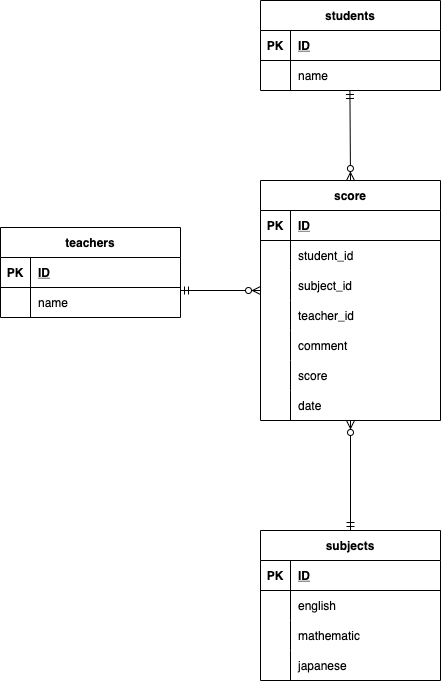 students
PK ID
name
score
PK ID
student_id
subject_id
teacher_id
comment
score
date
teachers
PK ID
name
subjects
PK ID
english
mathematic
japanese